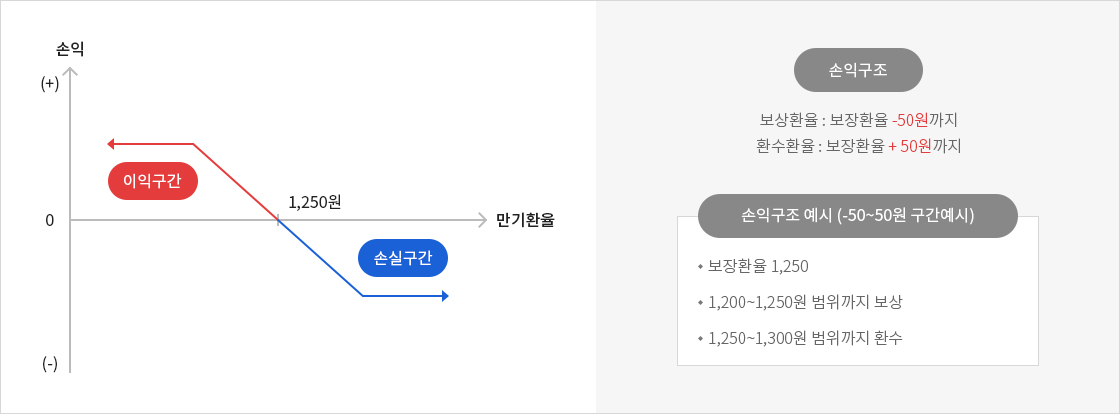 손익
(+)
이익구간
1,250원
0
만기환율
손실구간
(-)
손익구조
보상환율 : 보장환율 -50원까지
환수환율 : 보장환율 + 50원까지
손익구조 예시 (-50~50원 구간예시)
• 보장환율 1,250
• 1,200~1,250원 범위까지 보상
• 1,250~1,300원 범위까지 환수